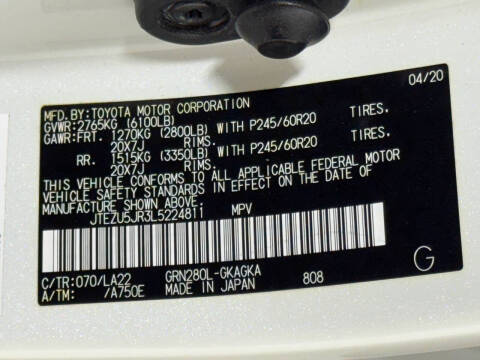 MFD.BY:TOYOTA MOTOR CORPORATION 04/20
GVWR:2765KG (6100LB)
GAWR:FRT. 1270KG (2800LB) WITH P245/60R20 TIRES.
20X7J RIMS.
RR. 1515KG (3350LB) WITH P245/60R20 TIRES.
20X7J RIMS.
THIS VEHICLE CONFORMS TO ALL APPLICABLE FEDERAL MOTOR
VEHICLE SAFETY STANDARDS IN EFFECT ON THE DATE OF
MANUFACTURE SHOWN ABOVE.
JTEZU5JR3L5224811 MPV
C/TR:070/LA22 GRN280L-GKAGKA
A/TM: /A750E MADE IN JAPAN 808 G